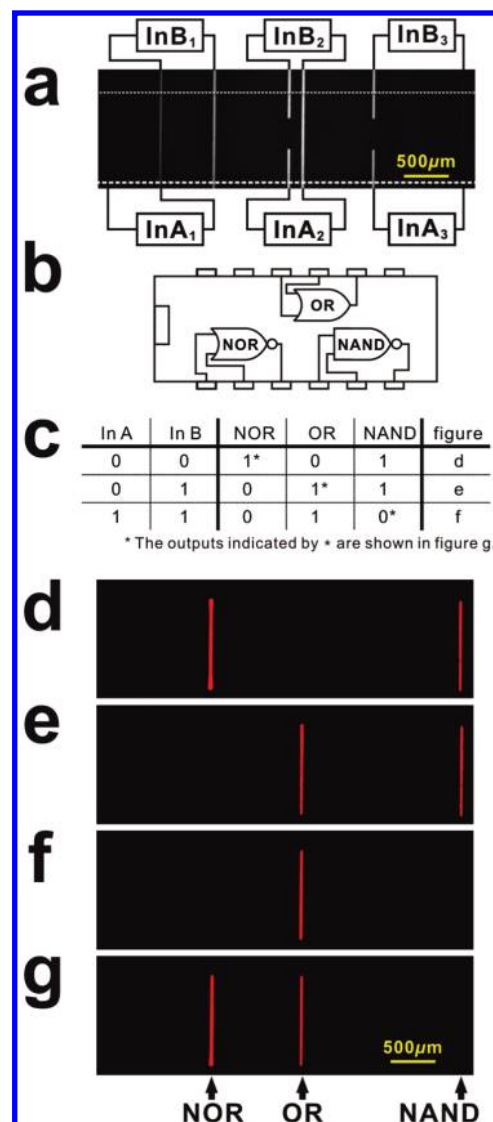 InB₁ InB₂ InB₃
a
500µm
InA₁ InA₂ InA₃
b
OR
NOR NAND
c
In A In B NOR OR NAND figure
0 0 1* 0 1 d
0 1 0 1* 1 e
1 1 0 1 0* f
* The outputs indicated by * are shown in figure g.
d
e
f
g
500µm
NOR OR NAND